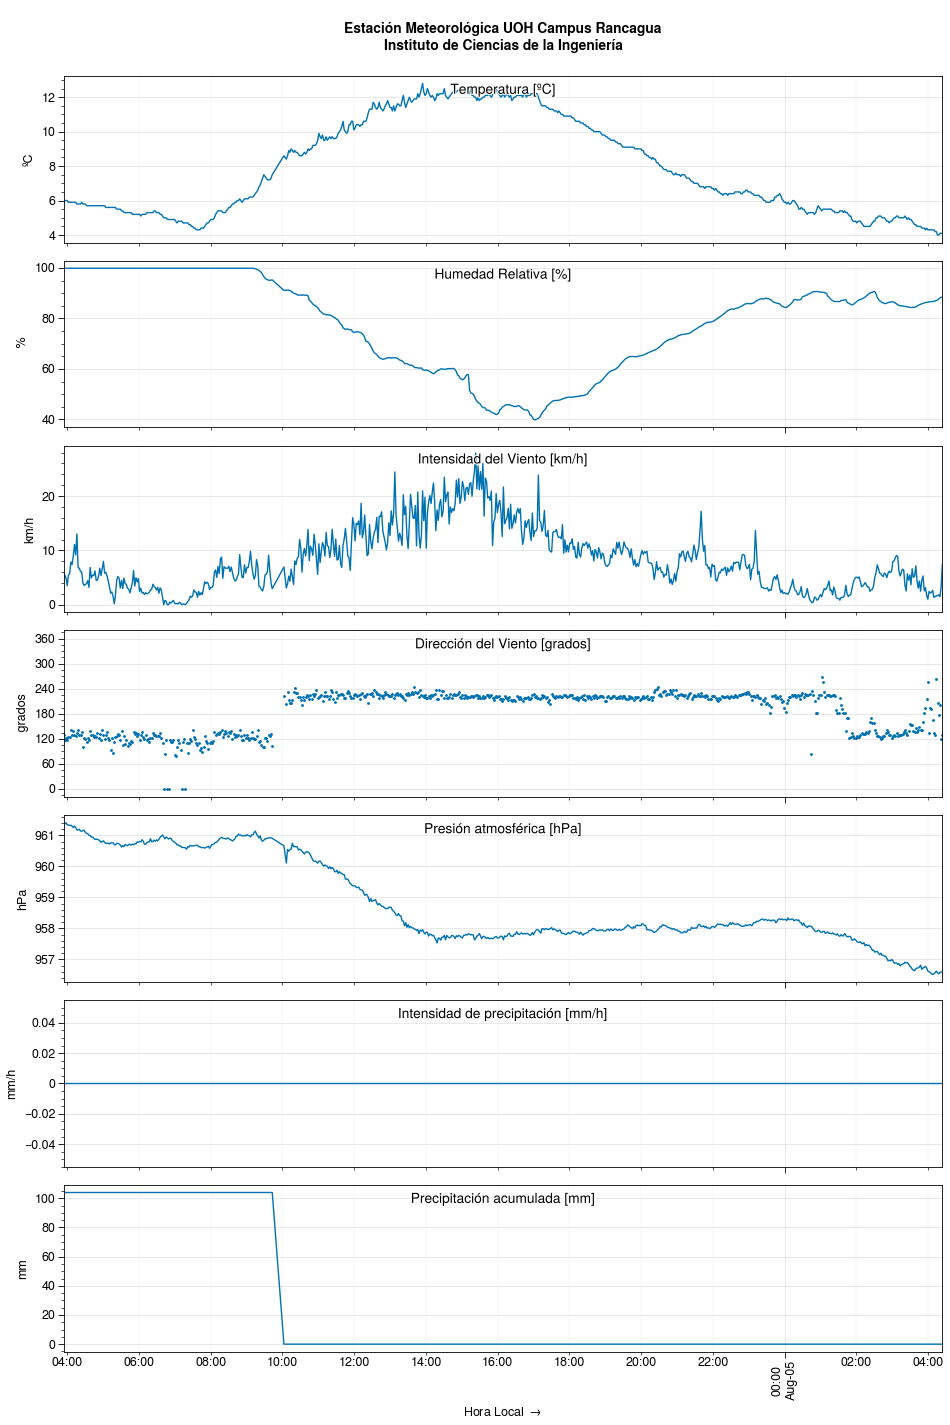 Estación Meteorológica UOH Campus Rancagua
Instituto de Ciencias de la Ingeniería
Temperatura [ºC]
12
10
8
6
4
ºC
Humedad Relativa [%]
100
80
60
40
%
Intensidad del Viento [km/h]
20
10
0
km/h
Dirección del Viento [grados]
360
300
240
180
120
60
0
grados
Presión atmosférica [hPa]
961
960
959
958
957
hPa
Intensidad de precipitación [mm/h]
0.04
0.02
0
−0.02
−0.04
mm/h
Precipitación acumulada [mm]
100
80
60
40
20
0
mm
04:00 06:00 08:00 10:00 12:00 14:00 16:00 18:00 20:00 22:00 00:00 02:00 04:00
Aug-05
Hora Local →